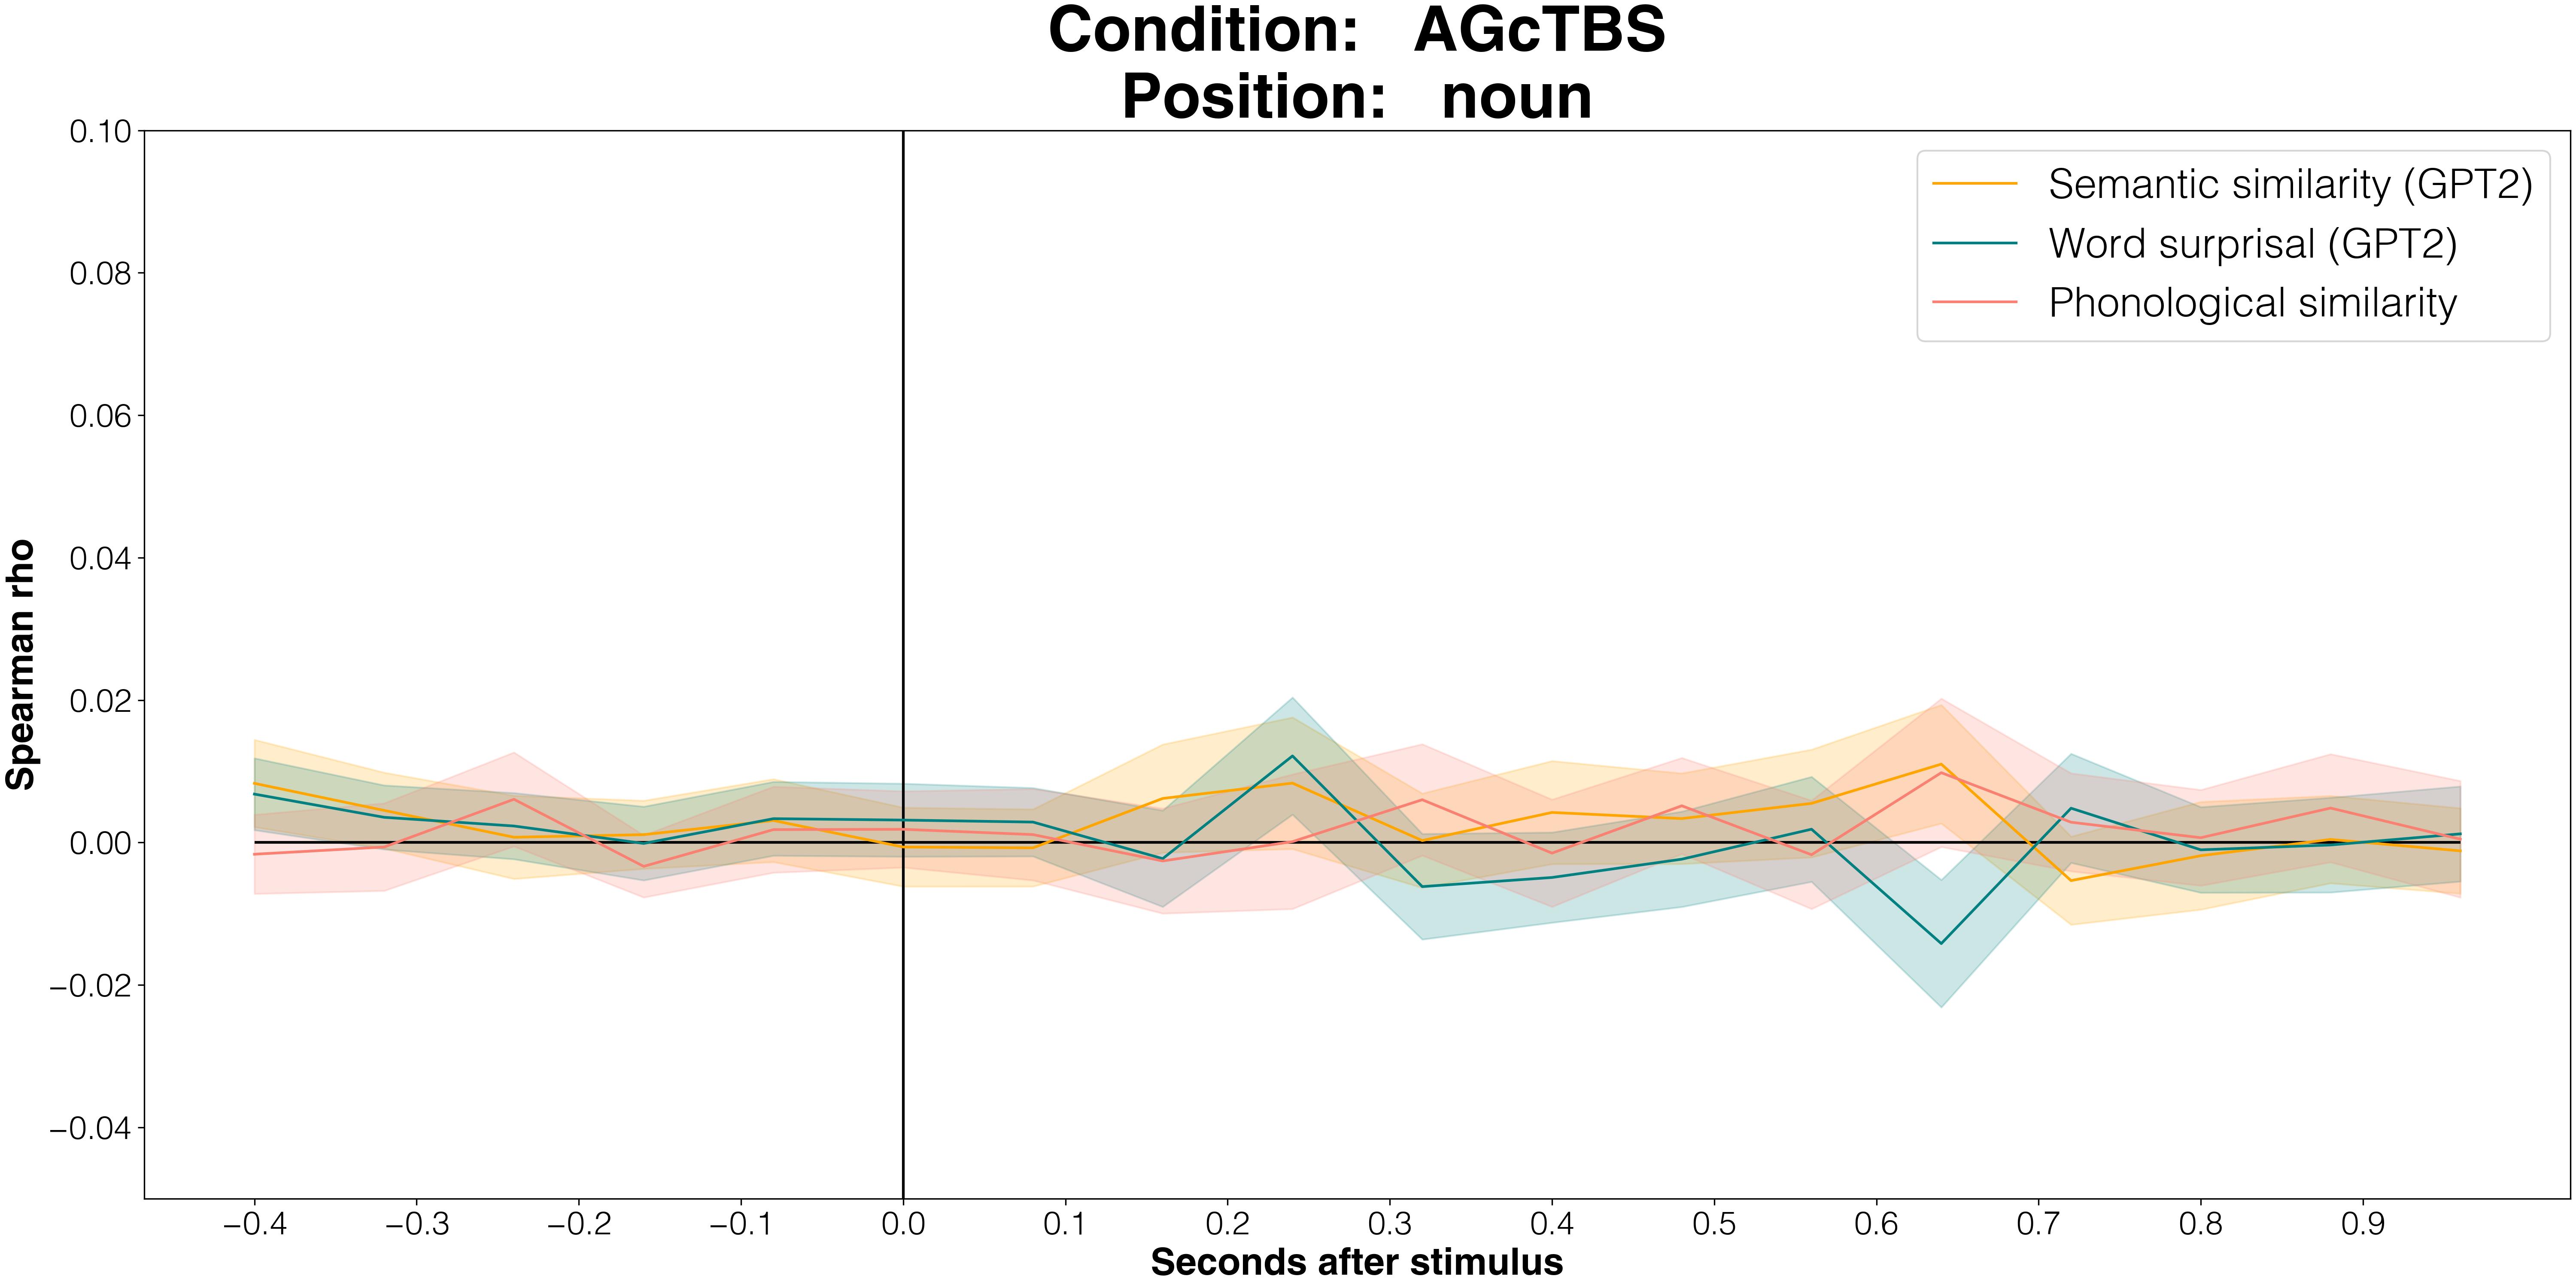 Condition:   AGcTBS
Position:   noun
0.10
0.08
0.06
0.04
0.02
0.00
−0.02
−0.04
Spearman rho
Semantic similarity (GPT2)
Word surprisal (GPT2)
Phonological similarity
−0.4 −0.3 −0.2 −0.1 0.0 0.1 0.2 0.3 0.4 0.5 0.6 0.7 0.8 0.9
Seconds after stimulus